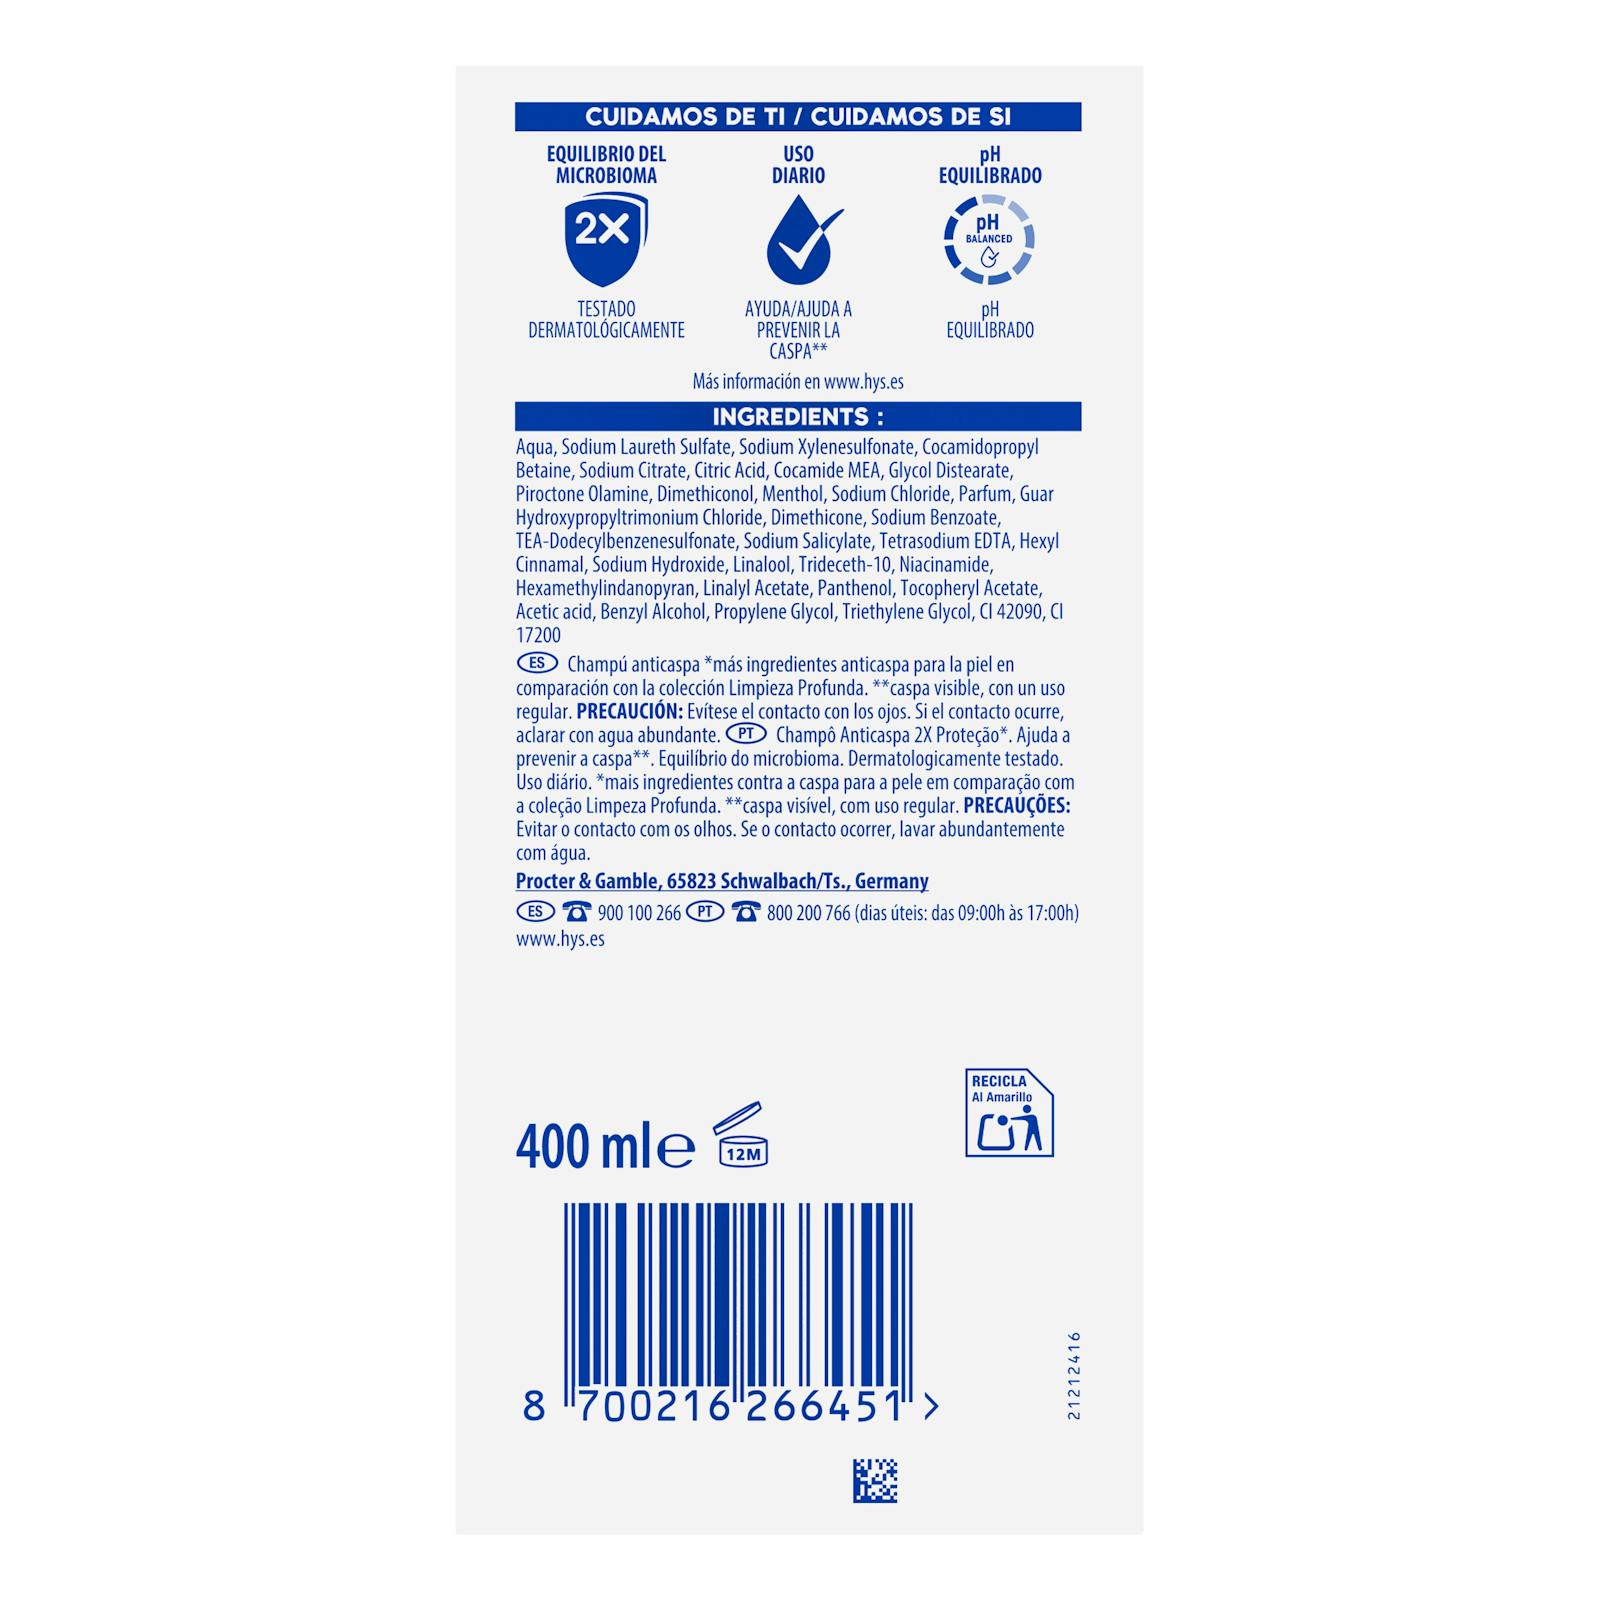 CUIDAMOS DE TI / CUIDAMOS DE SI
EQUILIBRIO DEL
MICROBIOMA
2X
TESTADO
DERMATOLÓGICAMENTE
USO
DIARIO
AYUDA/AJUDA A
PREVENIR LA
CASPA**
pH
EQUILIBRADO
pH
BALANCED
pH
EQUILIBRADO
Más información en www.hys.es
INGREDIENTS :
Aqua, Sodium Laureth Sulfate, Sodium Xylenesulfonate, Cocamidopropyl
Betaine, Sodium Citrate, Citric Acid, Cocamide MEA, Glycol Distearate,
Piroctone Olamine, Dimethiconol, Menthol, Sodium Chloride, Parfum, Guar
Hydroxypropyltrimonium Chloride, Dimethicone, Sodium Benzoate,
TEA-Dodecylbenzenesulfonate, Sodium Salicylate, Tetrasodium EDTA, Hexyl
Cinnamal, Sodium Hydroxide, Linalool, Trideceth-10, Niacinamide,
Hexamethylindanopyran, Linalyl Acetate, Panthenol, Tocopheryl Acetate,
Acetic acid, Benzyl Alcohol, Propylene Glycol, Triethylene Glycol, CI 42090, CI
17200
ES Champú anticaspa *más ingredientes anticaspa para la piel en
comparación con la colección Limpieza Profunda. **caspa visible, con un uso
regular. PRECAUCIÓN: Evítese el contacto con los ojos. Si el contacto ocurre,
aclarar con agua abundante. PT Champô Anticaspa 2X Proteção*. Ajuda a
prevenir a caspa**. Equilíbrio do microbioma. Dermatologicamente testado.
Uso diário. *mais ingredientes contra a caspa para a pele em comparação com
a coleção Limpeza Profunda. **caspa visível, com uso regular. PRECAUÇÕES:
Evitar o contacto com os olhos. Se o contacto ocorrer, lavar abundantemente
com água.
Procter & Gamble, 65823 Schwalbach/Ts., Germany
ES 900 100 266 PT 800 200 766 (dias úteis: das 09:00h às 17:00h)
www.hys.es
RECICLA
Al Amarillo
400 ml e
12M
8 700216 266451 >
21212416